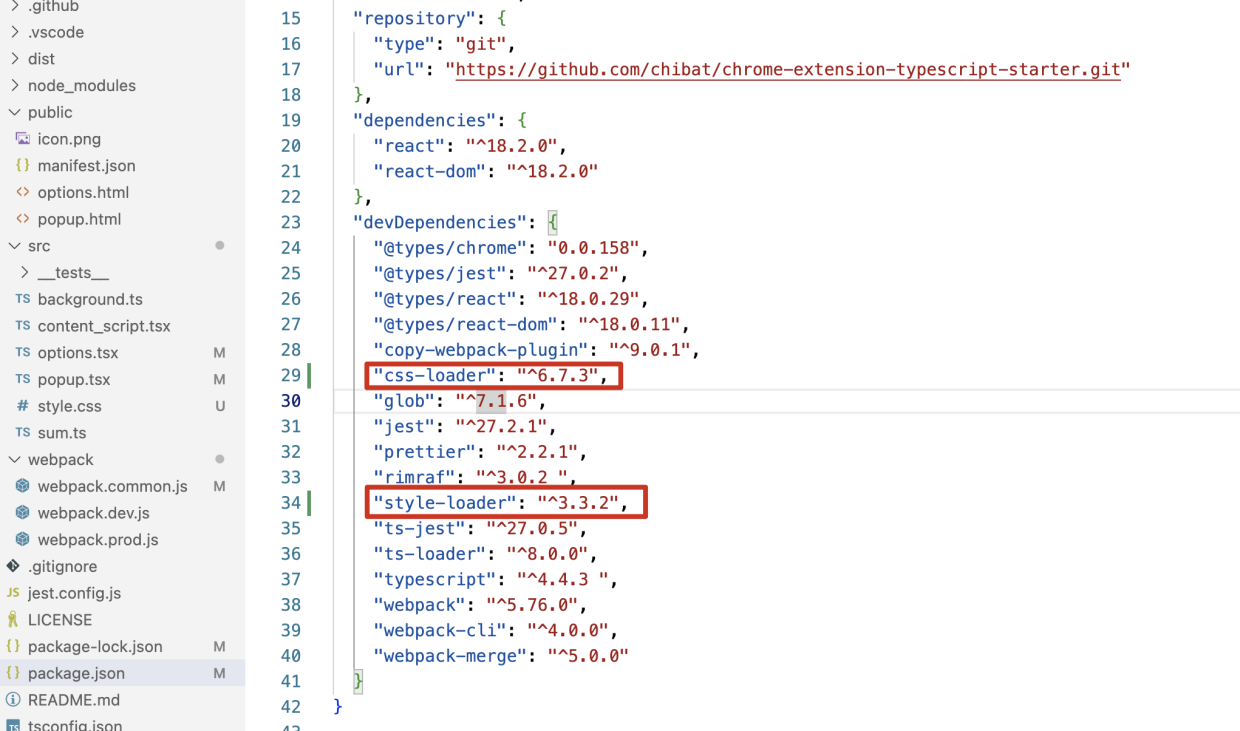 .github
.vscode
dist
node_modules
public
icon.png
{} manifest.json
<> options.html
<> popup.html
src
__tests__
TS background.ts
TS content_script.tsx
TS options.tsx M
TS popup.tsx M
# style.css U
TS sum.ts
webpack
webpack.common.js M
webpack.dev.js
webpack.prod.js
.gitignore
JS jest.config.js
LICENSE
{} package-lock.json M
{} package.json M
README.md
TS tsconfig.json
15 "repository": {
16 "type": "git",
17 "url": "https://github.com/chibat/chrome-extension-typescript-starter.git"
18 },
19 "dependencies": {
20 "react": "^18.2.0",
21 "react-dom": "^18.2.0"
22 },
23 "devDependencies": {
24 "@types/chrome": "0.0.158",
25 "@types/jest": "^27.0.2",
26 "@types/react": "^18.0.29",
27 "@types/react-dom": "^18.0.11",
28 "copy-webpack-plugin": "^9.0.1",
29 "css-loader": "^6.7.3",
30 "glob": "^7.1.6",
31 "jest": "^27.2.1",
32 "prettier": "^2.2.1",
33 "rimraf": "^3.0.2 ",
34 "style-loader": "^3.3.2",
35 "ts-jest": "^27.0.5",
36 "ts-loader": "^8.0.0",
37 "typescript": "^4.4.3 ",
38 "webpack": "^5.76.0",
39 "webpack-cli": "^4.0.0",
40 "webpack-merge": "^5.0.0"
41 }
42 }
43